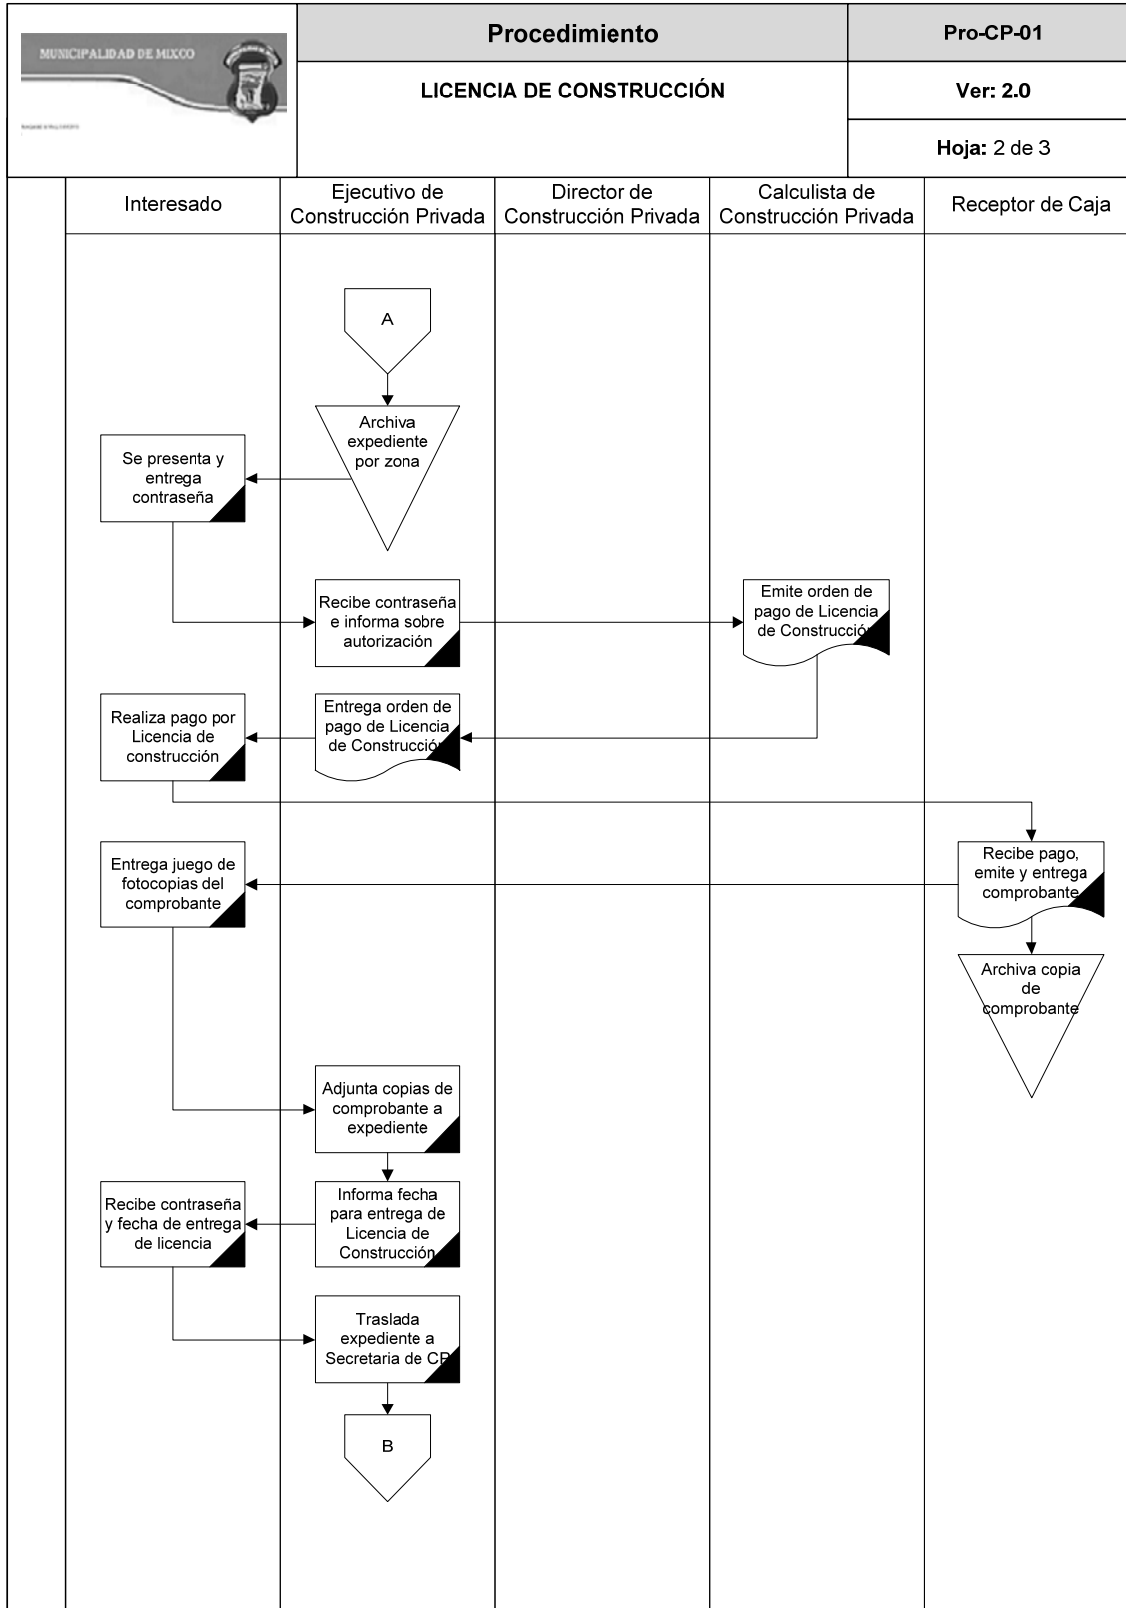 MUNICIPALIDAD DE MIXCO
Procedimiento
Pro-CP-01
LICENCIA DE CONSTRUCCIÓN
Ver: 2.0
Hoja: 2 de 3
Interesado
Ejecutivo de
Construcción Privada
Director de
Construcción Privada
Calculista de
Construcción Privada
Receptor de Caja
A
Archiva
expediente
por zona
Se presenta y
entrega
contraseña
Recibe contraseña
e informa sobre
autorización
Emite orden de
pago de Licencia
de Construcción
Entrega orden de
pago de Licencia
de Construcción
Realiza pago por
Licencia de
construcción
Recibe pago,
emite y entrega
comprobante
Entrega juego de
fotocopias del
comprobante
Archiva copia
de
comprobante
Adjunta copias de
comprobante a
expediente
Informa fecha
para entrega de
Licencia de
Construcción
Recibe contraseña
y fecha de entrega
de licencia
Traslada
expediente a
Secretaria de CP
B